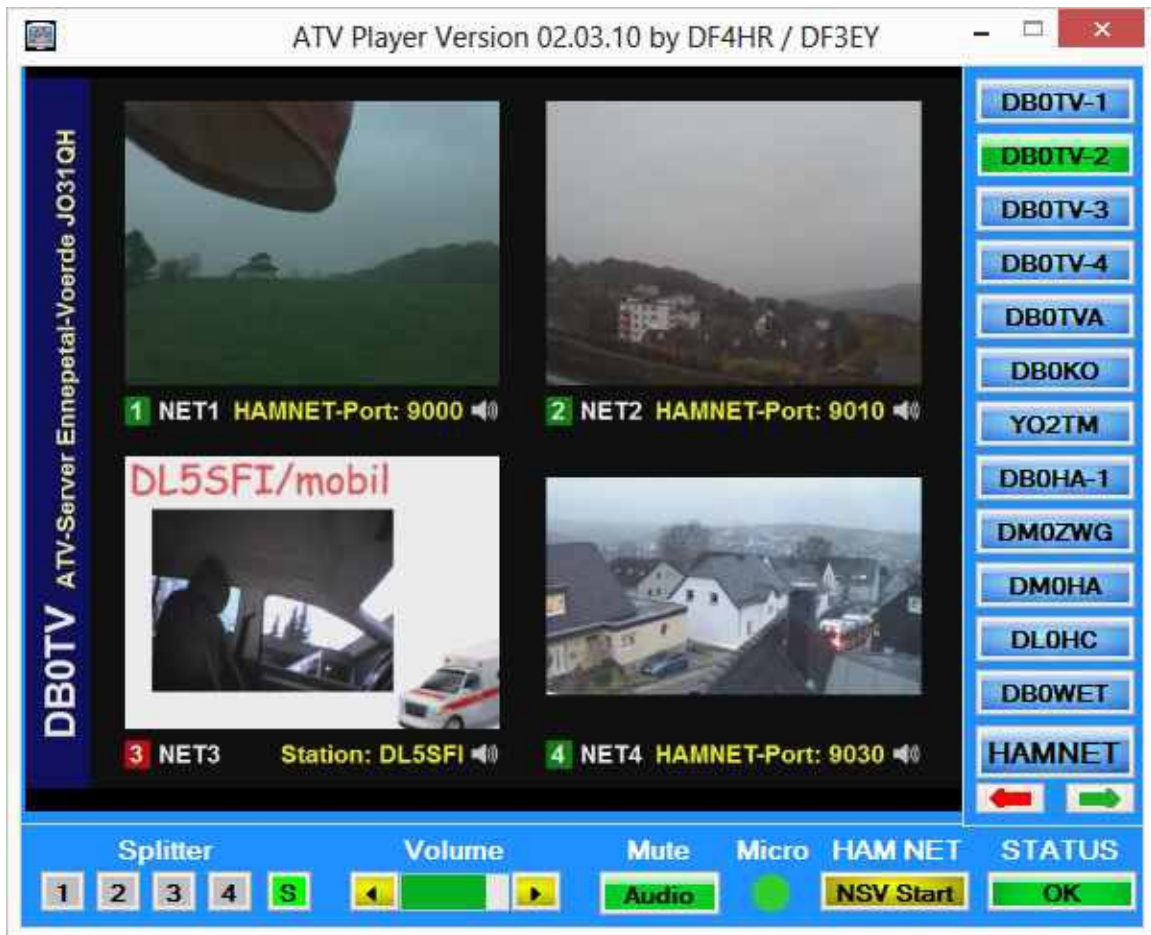 ATV Player Version 02.03.10 by DF4HR / DF3EY
DB0TV ATV-Server Ennepetal-Voerde JO31QH
1 NET1 HAMNET-Port: 9000
2 NET2 HAMNET-Port: 9010
DL5SFI/mobil
3 NET3 Station: DL5SFI
4 NET4 HAMNET-Port: 9030
DB0TV-1
DB0TV-2
DB0TV-3
DB0TV-4
DB0TVA
DB0KO
YO2TM
DB0HA-1
DM0ZWG
DM0HA
DL0HC
DB0WET
HAMNET
Splitter
1 2 3 4 S
Volume
Mute
Audio
Micro
HAM NET
NSV Start
STATUS
OK